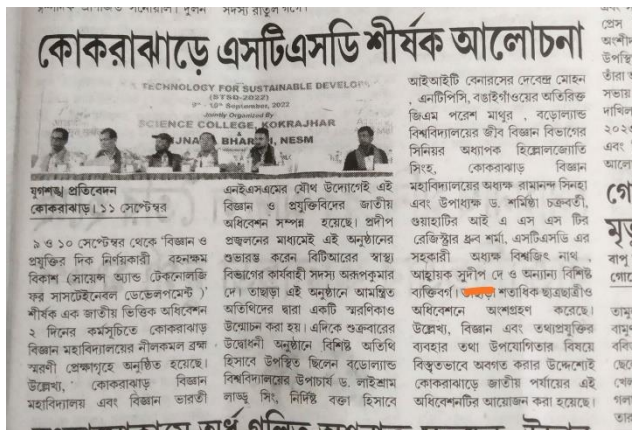 কোকরাঝাড়ে এসটিএসডি শীর্ষক আলোচনা
TECHNOLOGY FOR SUSTAINABLE DEVELOP
(STSD-2022)
9th - 10th September, 2022
Jointly Organized By
SCIENCE COLLEGE, KOKRAJHAR
&
JNANA BHARTI, NESM
যুগশঙ্খ প্রতিবেদন
কোকরাঝাড়। ১১ সেপ্টেম্বর
৯ ও ১০ সেপ্টেম্বর থেকে 'বিজ্ঞান ও
প্রযুক্তির দিক নির্ণয়কারী বহনক্ষম
বিকাশ (সায়েন্স অ্যান্ড টেকনোলজি
ফর সাসটেইনেবল ডেভেলপমেন্ট )'
শীর্ষক এক জাতীয় ভিত্তিক অধিবেশন
২ দিনের কর্মসূচিতে কোকরাঝাড়
বিজ্ঞান মহাবিদ্যালয়ের নীলকমল ব্রহ্ম
স্মরণী প্রেক্ষাগৃহে অনুষ্ঠিত হয়েছে।
উল্লেখ্য, কোকরাঝাড় বিজ্ঞান
মহাবিদ্যালয় এবং বিজ্ঞান ভারতী
এনইএসএমের যৌথ উদ্যোগেই এই
বিজ্ঞান ও প্রযুক্তিবিদদের জাতীয়
অধিবেশন সম্পন্ন হয়েছে। প্রদীপ
প্রজ্বলনের মাধ্যমেই এই অনুষ্ঠানের
শুভারম্ভ করেন বিটিআরের স্বাস্থ্য
বিভাগের কার্যবাহী সদস্য অরূপকুমার
দে। তাছাড়া এই অনুষ্ঠানে আমন্ত্রিত
অতিথিদের দ্বারা একটি স্মরণিকাও
উন্মোচন করা হয়। এদিকে শুক্রবারের
উদ্বোধনী অনুষ্ঠানে বিশিষ্ট অতিথি
হিসাবে উপস্থিত ছিলেন বড়োল্যান্ড
বিশ্ববিদ্যালয়ের উপাচার্য ড. লাইশ্রাম
লাড্ডু সিং, নির্দিষ্ট বক্তা হিসাবে
আইআইটি বেনারসের দেবেন্দ্র মোহন
, এনটিপিসি, বঙাইগাঁওয়ের অতিরিক্ত
জিএম পরেশ মাথুর , বড়োল্যান্ড
বিশ্ববিদ্যালয়ের জীব বিজ্ঞান বিভাগের
সিনিয়র অধ্যাপক হিল্লোলজ্যোতি
সিংহ, কোকরাঝাড় বিজ্ঞান
মহাবিদ্যালয়ের অধ্যক্ষ রামানন্দ সিনহা
এবং উপাধ্যক্ষ ড. শর্মিষ্ঠা চক্রবর্তী,
গুয়াহাটির আই এ এস এস টির
রেজিস্ট্রার ধ্রুব শর্মা, এসটিএসডি এর
সহকারী অধ্যক্ষ বিশ্বজিৎ নাথ ,
আহ্বায়ক সুদীপ দে ও অন্যান্য বিশিষ্ট
ব্যক্তিবর্গ। তাছাড়া শতাধিক ছাত্রছাত্রীও
অধিবেশনে অংশগ্রহণ করেছে।
উল্লেখ্য, বিজ্ঞান এবং তথ্যপ্রযুক্তির
ব্যবহার তথা উপযোগিতার বিষয়ে
বিস্তৃতভাবে অবগত করার উদ্দেশ্যেই
কোকরাঝাড়ে জাতীয় পর্যায়ের এই
অধিবেশনটির আয়োজন করা হয়েছে।